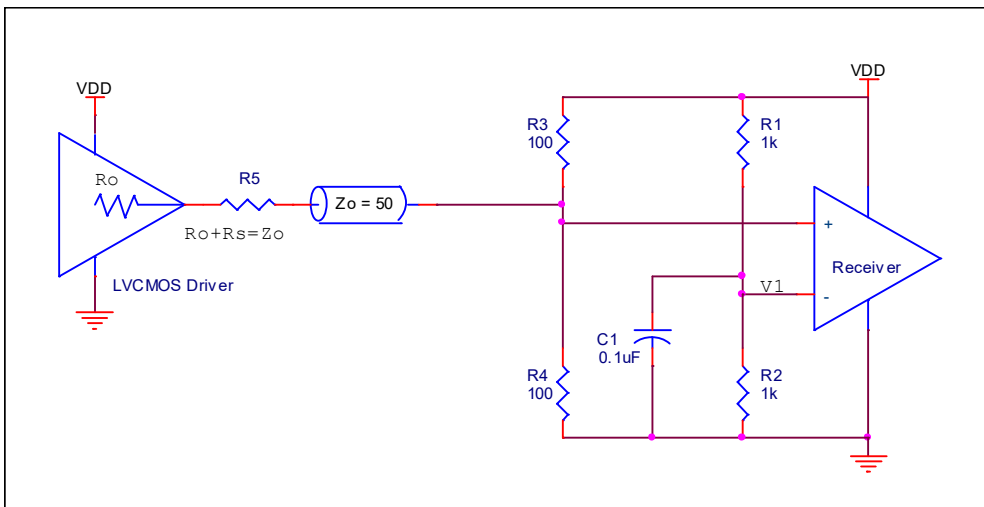 VDD
VDD
R3
100
R1
1k
Ro
R5
Zo = 50
Ro+Rs=Zo
+
Receiver
LVCMOS Driver
V1
-
C1
0.1uF
R4
100
R2
1k